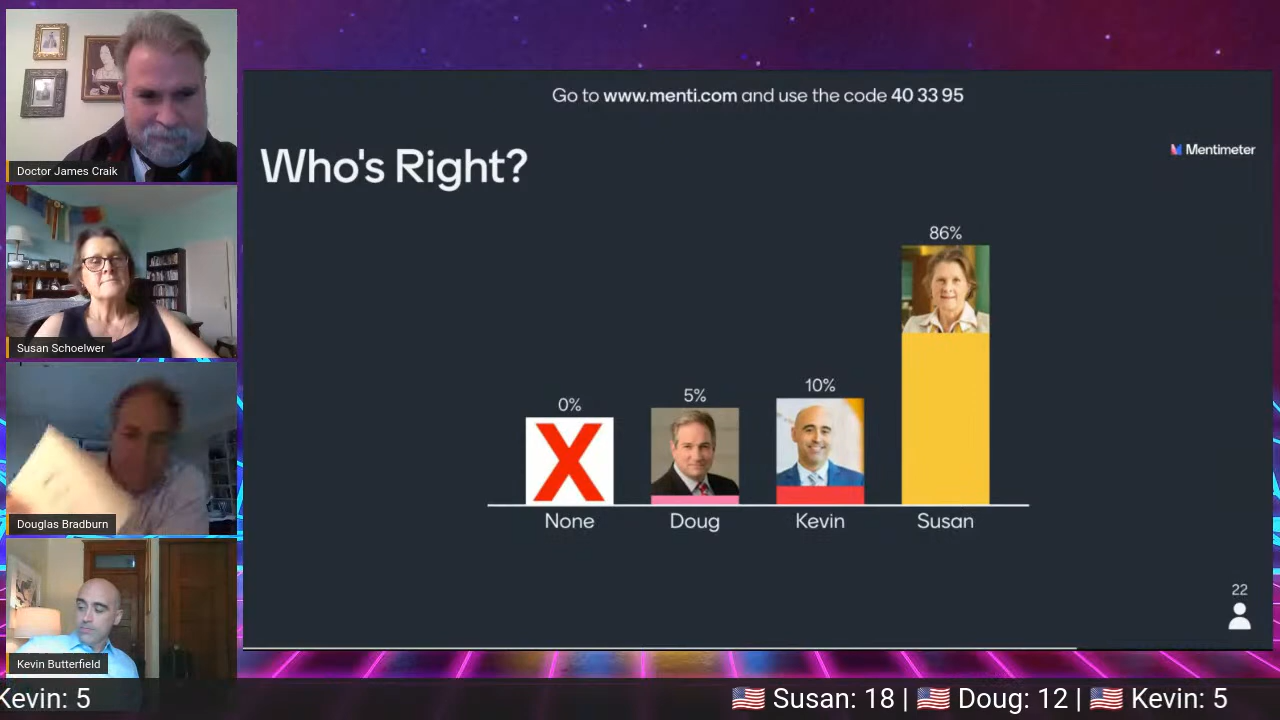 Doctor James Craik
Susan Schoelwer
Douglas Bradburn
Kevin Butterfield
Go to www.menti.com and use the code 40 33 95
Mentimeter
Who's Right?
86%
10%
5%
0%
None
Doug
Kevin
Susan
22
Kevin: 5
Susan: 18 | Doug: 12 | Kevin: 5